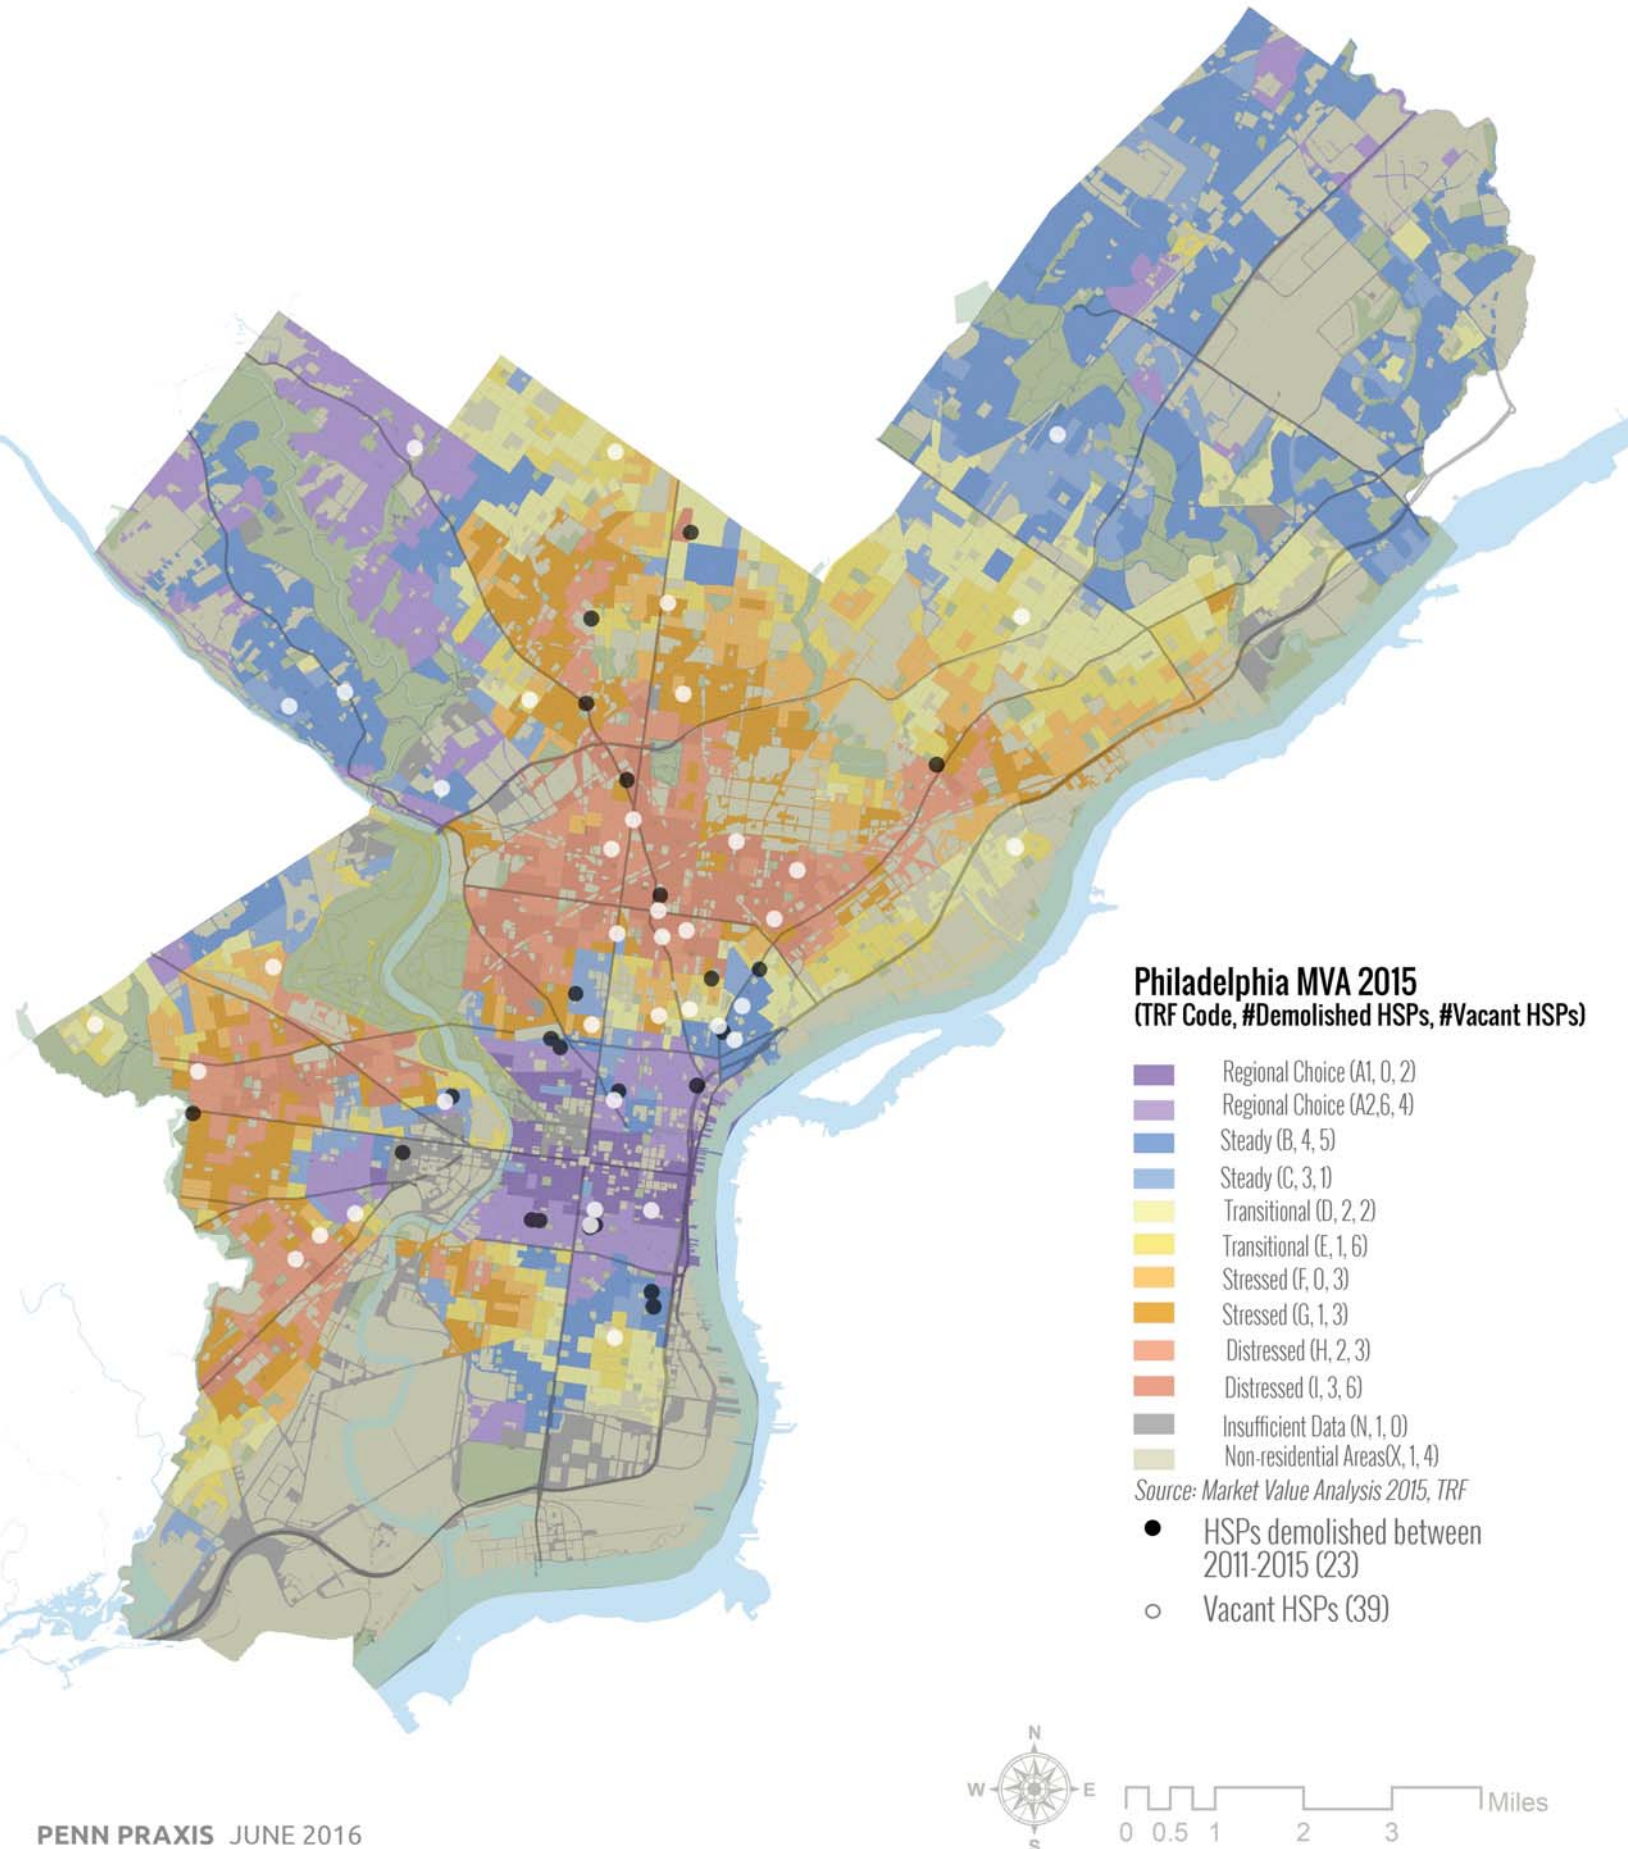 Philadelphia MVA 2015
(TRF Code, #Demolished HSPs, #Vacant HSPs)
Regional Choice (A1, 0, 2)
Regional Choice (A2,6, 4)
Steady (B, 4, 5)
Steady (C, 3, 1)
Transitional (D, 2, 2)
Transitional (E, 1, 6)
Stressed (F, 0, 3)
Stressed (G, 1, 3)
Distressed (H, 2, 3)
Distressed (I, 3, 6)
Insufficient Data (N, 1, 0)
Non-residential Areas(X, 1, 4)
Source: Market Value Analysis 2015, TRF
HSPs demolished between
2011-2015 (23)
Vacant HSPs (39)
N
W E
S
Miles
0 0.5 1 2 3
PENN PRAXIS JUNE 2016